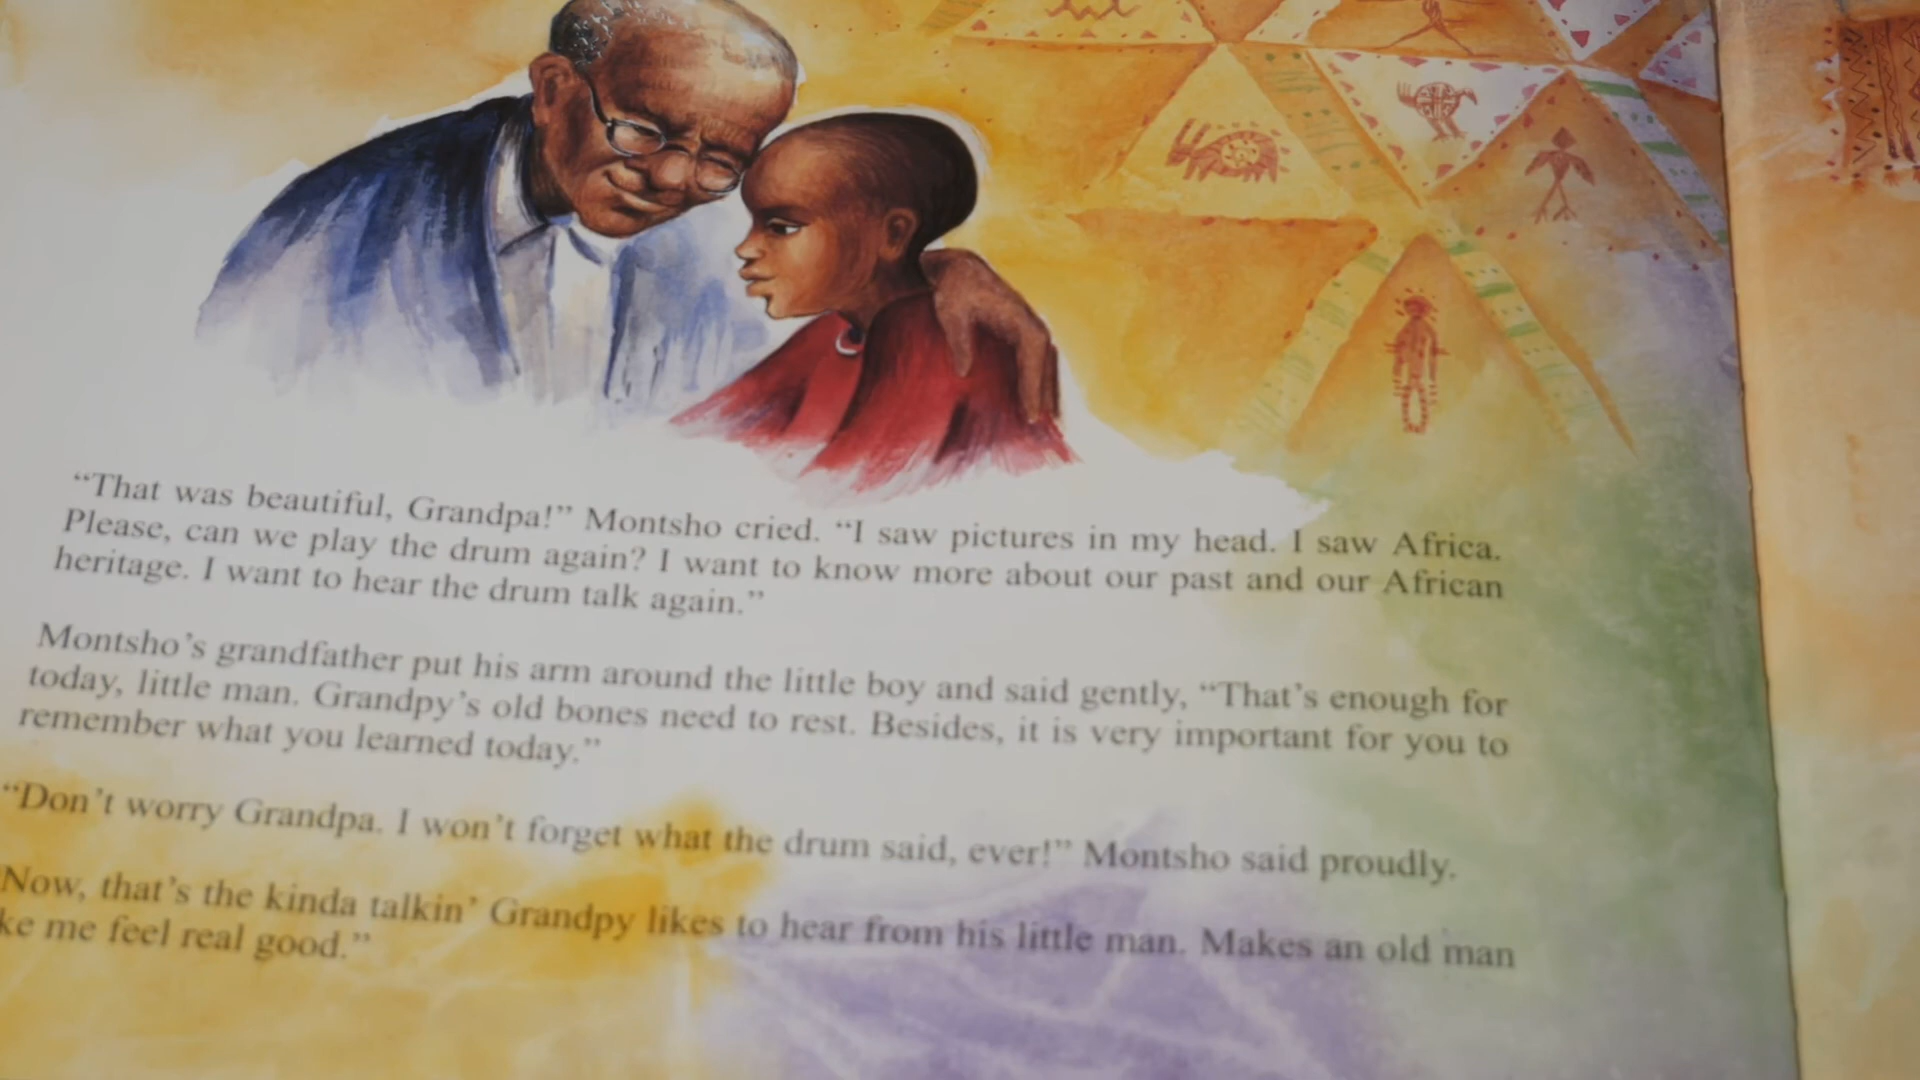 “That was beautiful, Grandpa!” Montsho cried. “I saw pictures in my head. I saw Africa.
Please, can we play the drum again? I want to know more about our past and our African
heritage. I want to hear the drum talk again.”
Montsho’s grandfather put his arm around the little boy and said gently, “That’s enough for
today, little man. Grandpy’s old bones need to rest. Besides, it is very important for you to
remember what you learned today.”
“Don’t worry Grandpa. I won’t forget what the drum said, ever!” Montsho said proudly.
Now, that’s the kinda talkin’ Grandpy likes to hear from his little man. Makes an old man
ke me feel real good.”